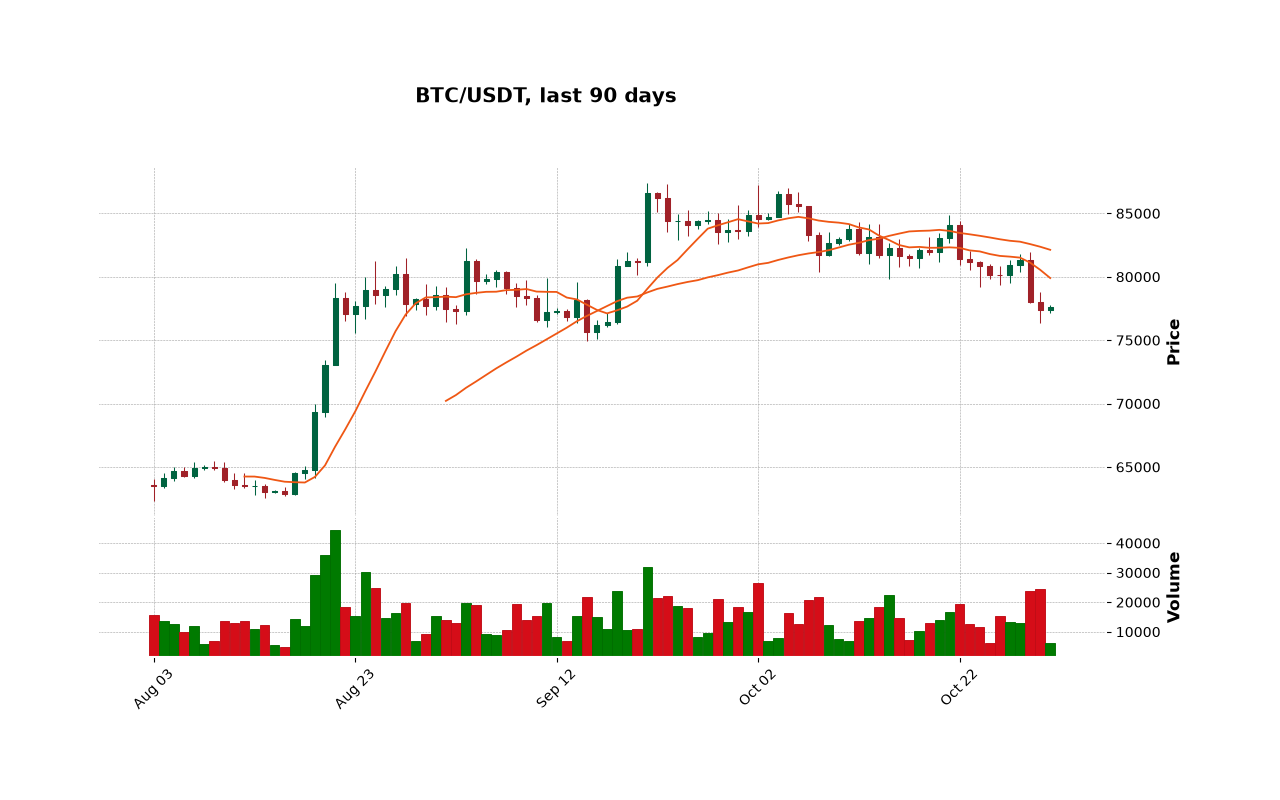 BTC/USDT, last 90 days
85000
80000
75000
70000
65000
Price
40000
30000
20000
10000
Volume
Aug 03
Aug 23
Sep 12
Oct 02
Oct 22